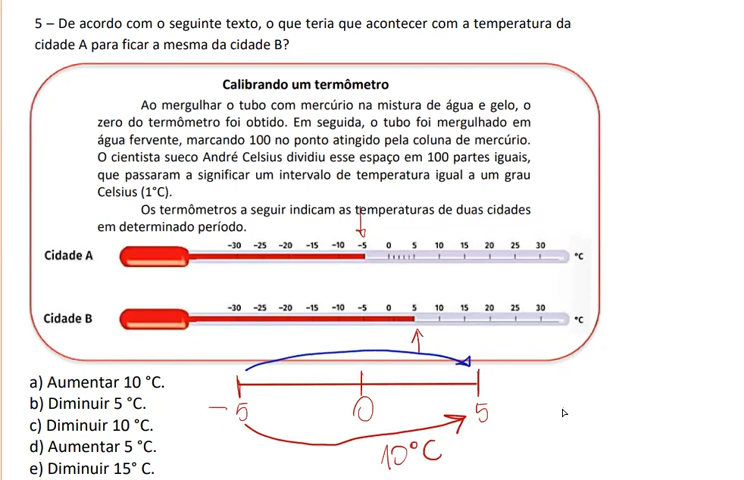 5 – De acordo com o seguinte texto, o que teria que acontecer com a temperatura da
cidade A para ficar a mesma da cidade B?
Calibrando um termômetro
Ao mergulhar o tubo com mercúrio na mistura de água e gelo, o
zero do termômetro foi obtido. Em seguida, o tubo foi mergulhado em
água fervente, marcando 100 no ponto atingido pela coluna de mercúrio.
O cientista sueco André Celsius dividiu esse espaço em 100 partes iguais,
que passaram a significar um intervalo de temperatura igual a um grau
Celsius (1°C).
Os termômetros a seguir indicam as temperaturas de duas cidades
em determinado período.
-30 -25 -20 -15 -10 -5 0 5 10 15 20 25 30
Cidade A °C
-30 -25 -20 -15 -10 -5 0 5 10 15 20 25 30
Cidade B °C
a) Aumentar 10 °C.
b) Diminuir 5 °C.
c) Diminuir 10 °C.
d) Aumentar 5 °C.
e) Diminuir 15° C.
-5 0 5
10°C